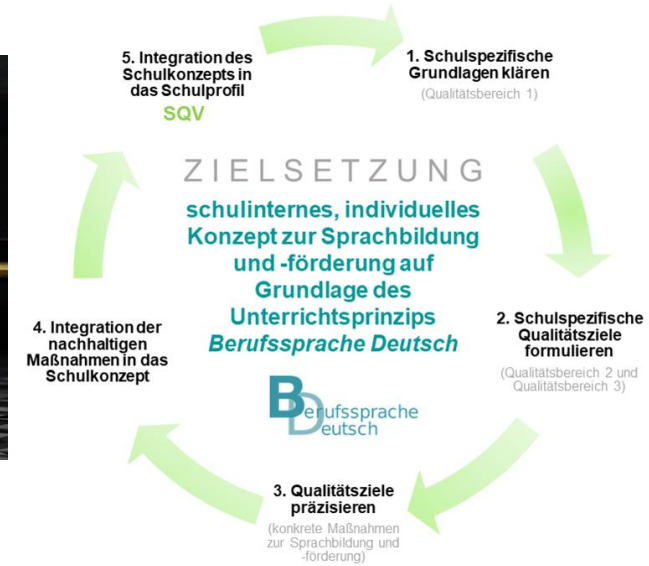 5. Integration des
Schulkonzepts in
das Schulprofil
SQV
1. Schulspezifische
Grundlagen klären
(Qualitätsbereich 1)
ZIELSETZUNG
schulinternes, individuelles
Konzept zur Sprachbildung
und -förderung auf
Grundlage des
Unterrichtsprinzips
Berufssprache Deutsch
2. Schulspezifische
Qualitätsziele
formulieren
(Qualitätsbereich 2 und
Qualitätsbereich 3)
4. Integration der
nachhaltigen
Maßnahmen in das
Schulkonzept
Berufssprache
Deutsch
3. Qualitätsziele
präzisieren
(konkrete Maßnahmen
zur Sprachbildung und
-förderung)